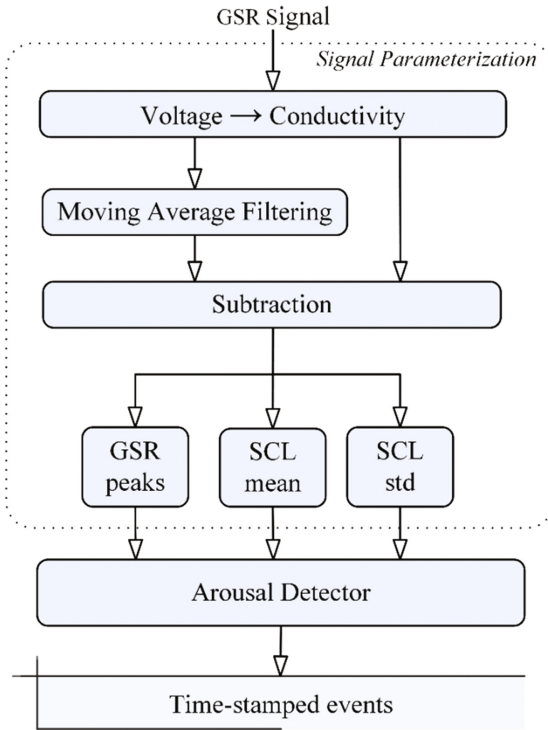 GSR Signal
Signal Parameterization
Voltage → Conductivity
Moving Average Filtering
Subtraction
GSR
peaks
SCL
mean
SCL
std
Arousal Detector
Time-stamped events